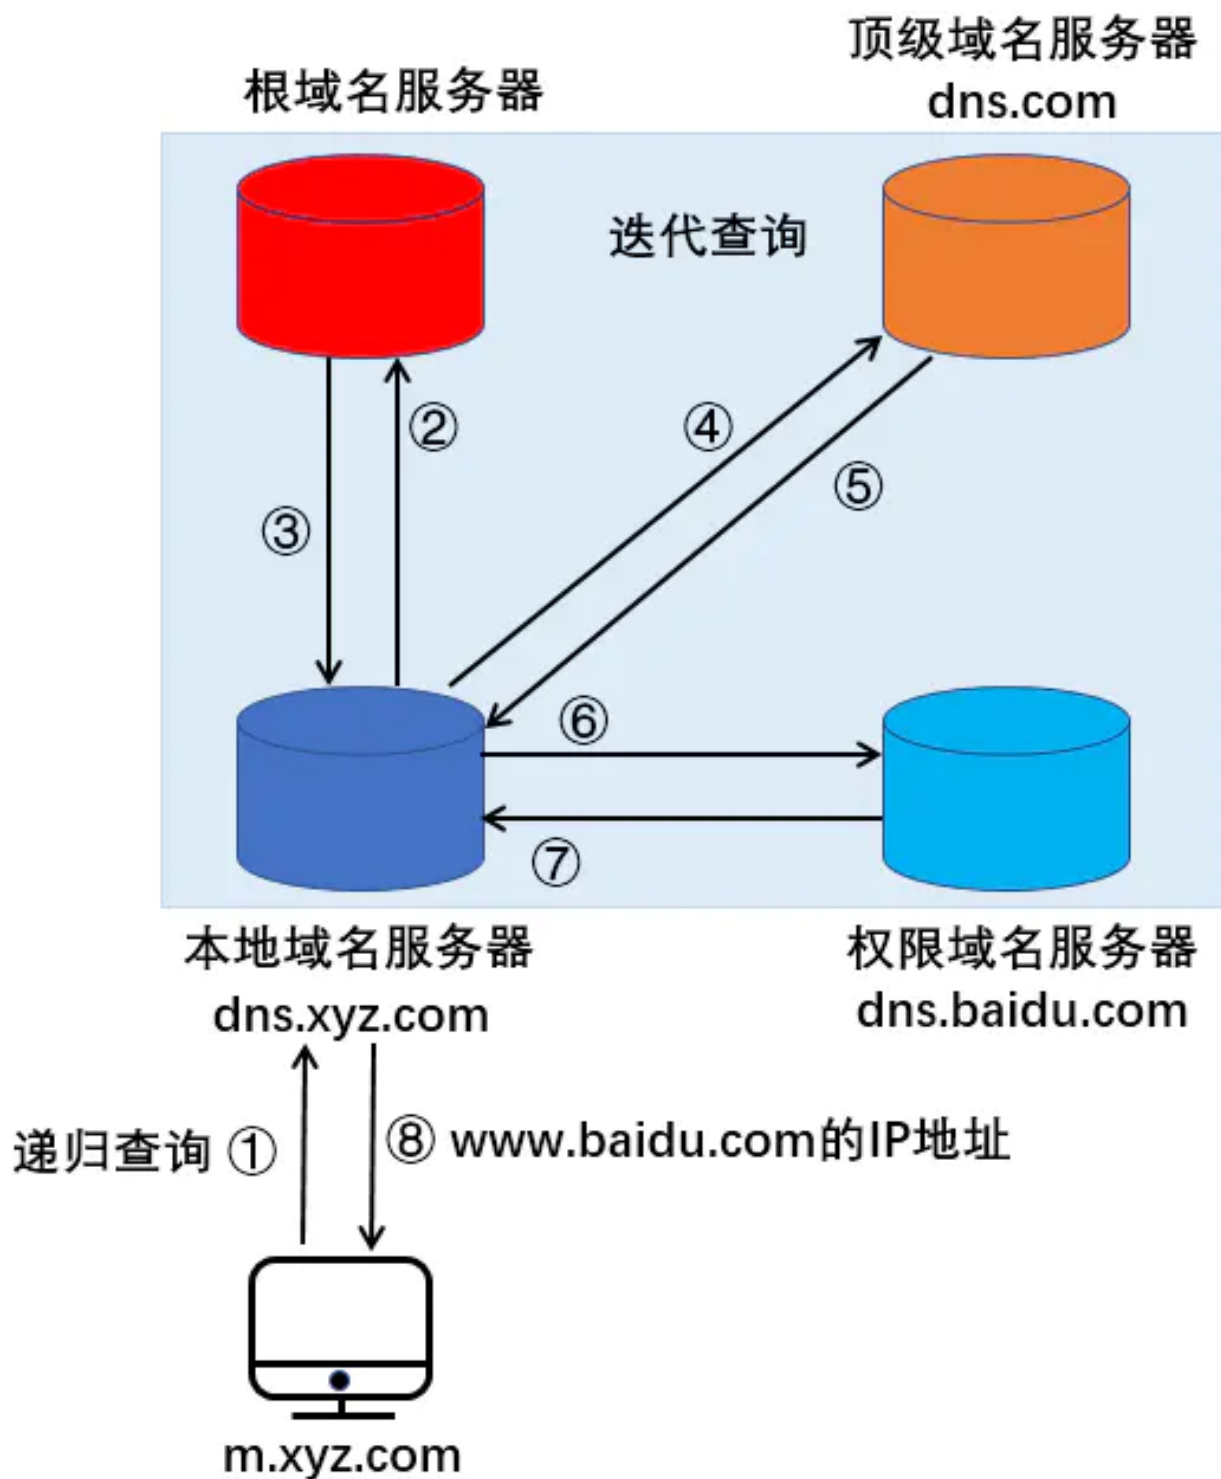 顶级域名服务器
根域名服务器
dns.com
迭代查询
②
④
⑤
③
⑥
⑦
本地域名服务器
权限域名服务器
dns.xyz.com
dns.baidu.com
递归查询 ①
⑧ www.baidu.com的IP地址
m.xyz.com